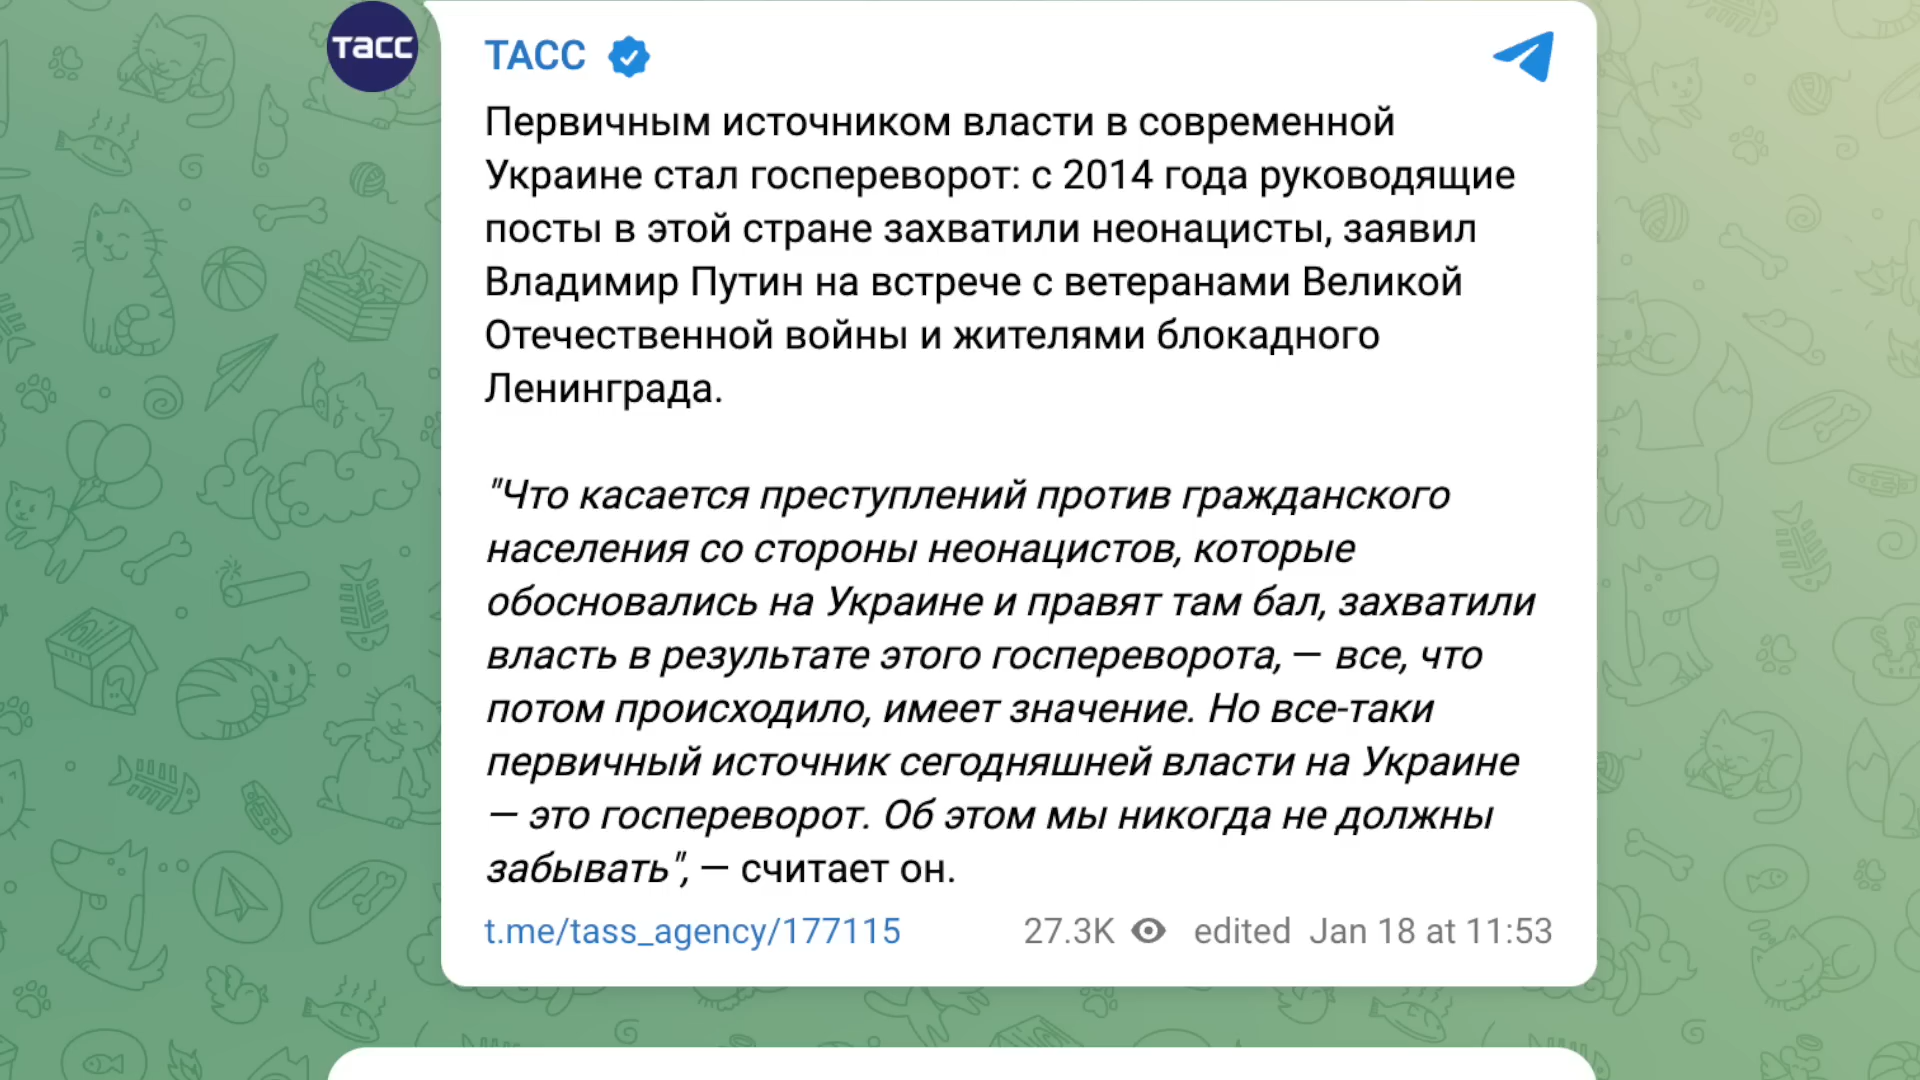 тасс
ТАСС
Первичным источником власти в современной
Украине стал госпереворот: с 2014 года руководящие
посты в этой стране захватили неонацисты, заявил
Владимир Путин на встрече с ветеранами Великой
Отечественной войны и жителями блокадного
Ленинграда.
"Что касается преступлений против гражданского
населения со стороны неонацистов, которые
обосновались на Украине и правят там бал, захватили
власть в результате этого госпереворота, — все, что
потом происходило, имеет значение. Но все-таки
первичный источник сегодняшней власти на Украине
— это госпереворот. Об этом мы никогда не должны
забывать", — считает он.
t.me/tass_agency/177115 27.3K edited Jan 18 at 11:53